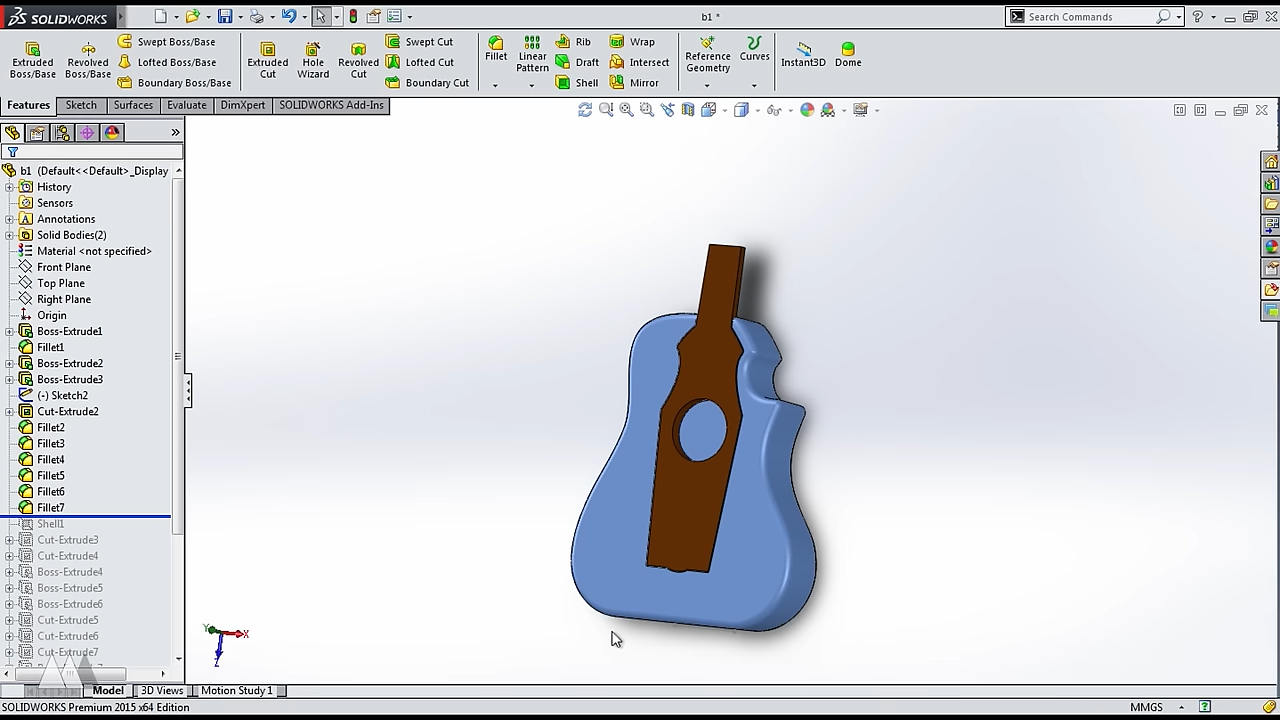 SOLIDWORKS
b1 *
Search Commands
Extruded Boss/Base
Revolved Boss/Base
Swept Boss/Base
Lofted Boss/Base
Boundary Boss/Base
Extruded Cut
Hole Wizard
Revolved Cut
Swept Cut
Lofted Cut
Boundary Cut
Fillet
Linear Pattern
Rib
Draft
Shell
Wrap
Intersect
Mirror
Reference Geometry
Curves
Instant3D
Dome
Features
Sketch
Surfaces
Evaluate
DimXpert
SOLIDWORKS Add-Ins
b1 (Default<<Default>_Display
History
Sensors
Annotations
Solid Bodies(2)
Material <not specified>
Front Plane
Top Plane
Right Plane
Origin
Boss-Extrude1
Fillet1
Boss-Extrude2
Boss-Extrude3
(-) Sketch2
Cut-Extrude2
Fillet2
Fillet3
Fillet4
Fillet5
Fillet6
Fillet7
Shell1
Cut-Extrude3
Cut-Extrude4
Boss-Extrude4
Boss-Extrude5
Boss-Extrude6
Cut-Extrude5
Cut-Extrude6
Cut-Extrude7
Y
X
Z
Model
3D Views
Motion Study 1
SOLIDWORKS Premium 2015 x64 Edition
MMGS